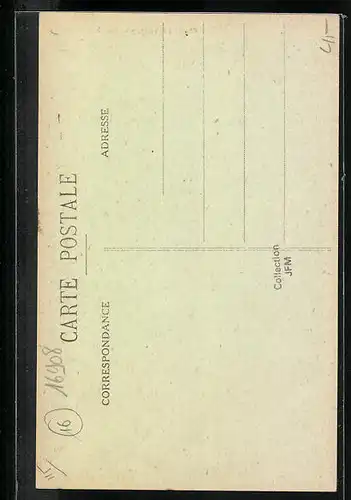 CARTE POSTALE
CORRESPONDANCE
ADRESSE
Collection
JFM
16908
16